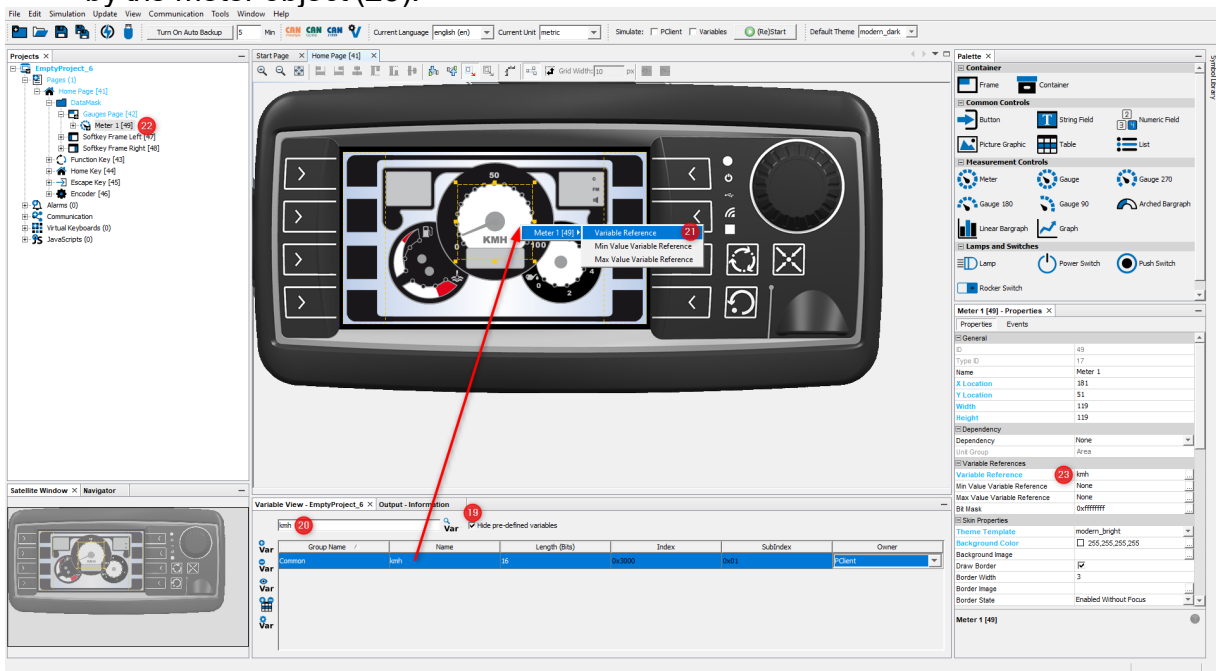 by the meter object (23).
File Edit Simulation Update View Communication Tools Window Help
Turn On Auto Backup 5 Min CAN CAN CAN Current Language english (en) Current Unit metric Simulate: PClient Variables (Re)Start Default Theme modern_dark
Projects ×
EmptyProject_6
Pages (1)
Home Page [41]
DataMask
Gauges Page [42]
Meter 1 [49] 22
Softkey Frame Left [47]
Softkey Frame Right [48]
Function Key [43]
Home Key [44]
Escape Key [45]
Encoder [46]
Alarms (0)
Communication
Virtual Keyboards (0)
JavaScripts (0)
Satellite Window × Navigator
Start Page × Home Page [41] ×
Grid Width: 10 px
50
KMH
0
100
0
2
4
Meter 1 [49]
Variable Reference 21
Min Value Variable Reference
Max Value Variable Reference
Variable View - EmptyProject_6 × Output - Information
19
kmh 20 Var Hide pre-defined variables
Var
Var
Var
Var
Group Name Name Length (Bits) Index SubIndex Owner
Common kmh 16 0x3000 0x01 PClient
Palette ×
Container
Frame Container
Common Controls
Button String Field Numeric Field
Picture Graphic Table List
Measurement Controls
Meter Gauge Gauge 270
Gauge 180 Gauge 90 Arched Bargraph
Linear Bargraph Graph
Lamps and Switches
Lamp Power Switch Push Switch
Rocker Switch
Symbol Library
Meter 1 [49] - Properties ×
Properties Events
General
ID 49
Type ID 17
Name Meter 1
X Location 181
Y Location 51
Width 119
Height 119
Dependency
Dependency None
Unit Group Area
Variable References
Variable Reference 23 kmh
Min Value Variable Reference None
Max Value Variable Reference None
Bit Mask 0xffffffff
Skin Properties
Theme Template modern_bright
Background Color 255,255,255,255
Background Image
Draw Border
Border Width 3
Border Image
Border State Enabled Without Focus
Meter 1 [49]